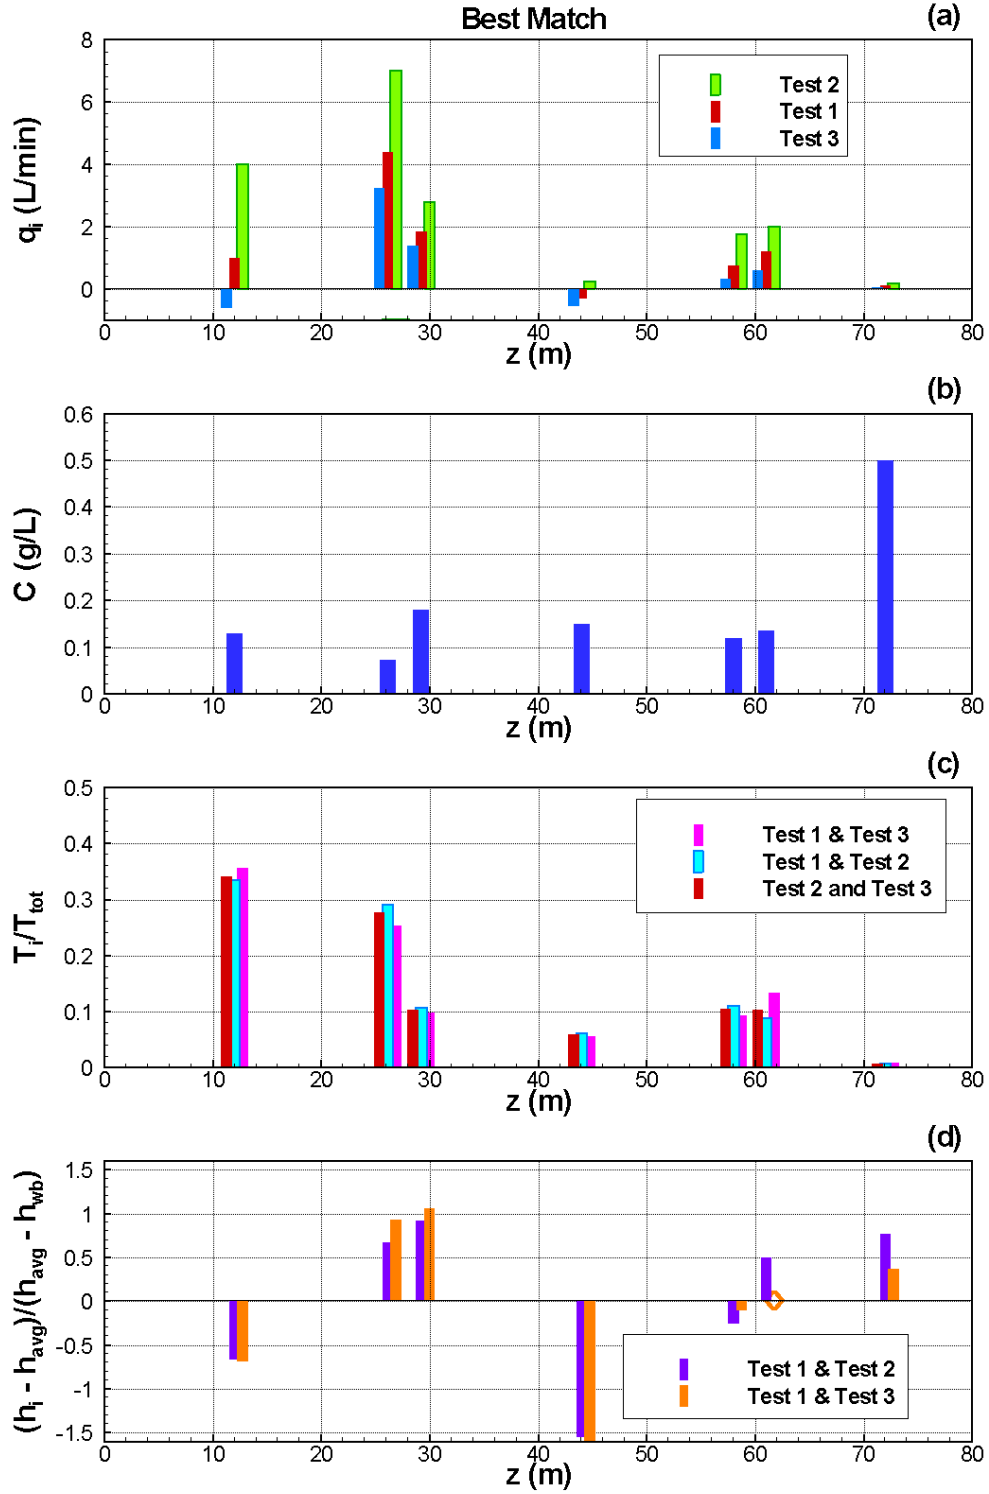 Best Match
(a)
8
6
4
2
0
q_i (L/min)
Test 2
Test 1
Test 3
0 10 20 30 40 50 60 70 80
z (m)
(b)
0.6
0.5
0.4
0.3
0.2
0.1
0
C (g/L)
0 10 20 30 40 50 60 70 80
z (m)
(c)
0.5
0.4
0.3
0.2
0.1
0
T_i/T_tot
Test 1 & Test 3
Test 1 & Test 2
Test 2 and Test 3
0 10 20 30 40 50 60 70 80
z (m)
(d)
1.5
1
0.5
0
-0.5
-1
-1.5
(h_i - h_avg)/(h_avg - h_wb)
Test 1 & Test 2
Test 1 & Test 3
0 10 20 30 40 50 60 70 80
z (m)